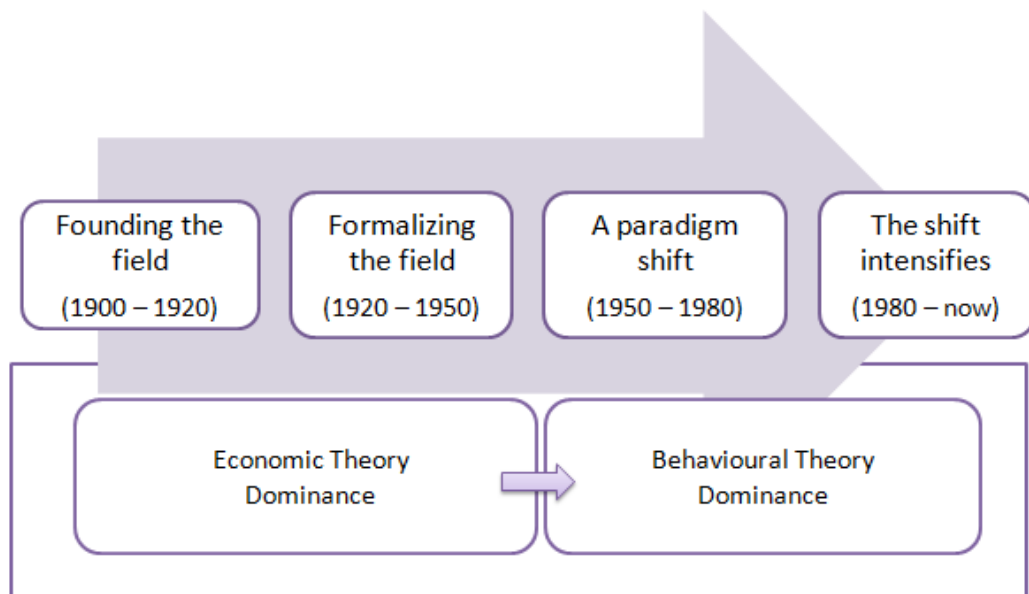 Founding the
field
(1900 – 1920)
Formalizing
the field
(1920 – 1950)
A paradigm
shift
(1950 – 1980)
The shift
intensifies
(1980 – now)
Economic Theory
Dominance
Behavioural Theory
Dominance